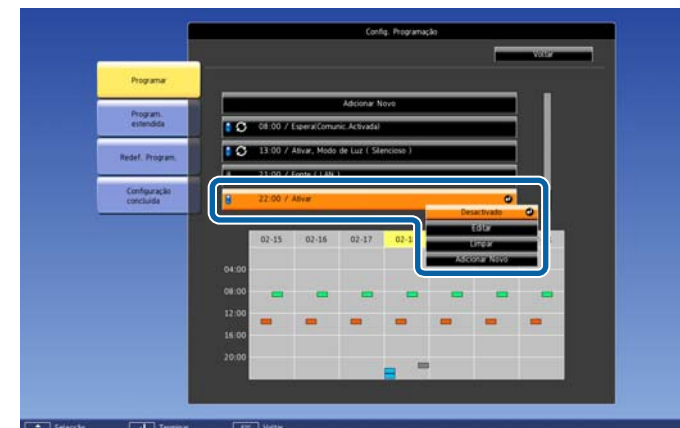 Config. Programação
Voltar
Programar
Program.
estendida
Redef. Program.
Configuração
concluída
Adicionar Novo
08:00 / Espera(Comunic.Activada)
13:00 / Ativar, Modo de Luz ( Silencioso )
21:00 / Fonte ( LAN )
22:00 / Ativar
Desactivado
Editar
Limpar
Adicionar Novo
02-15 02-16 02-17
04:00
08:00
12:00
16:00
20:00
Selecção Terminar Voltar